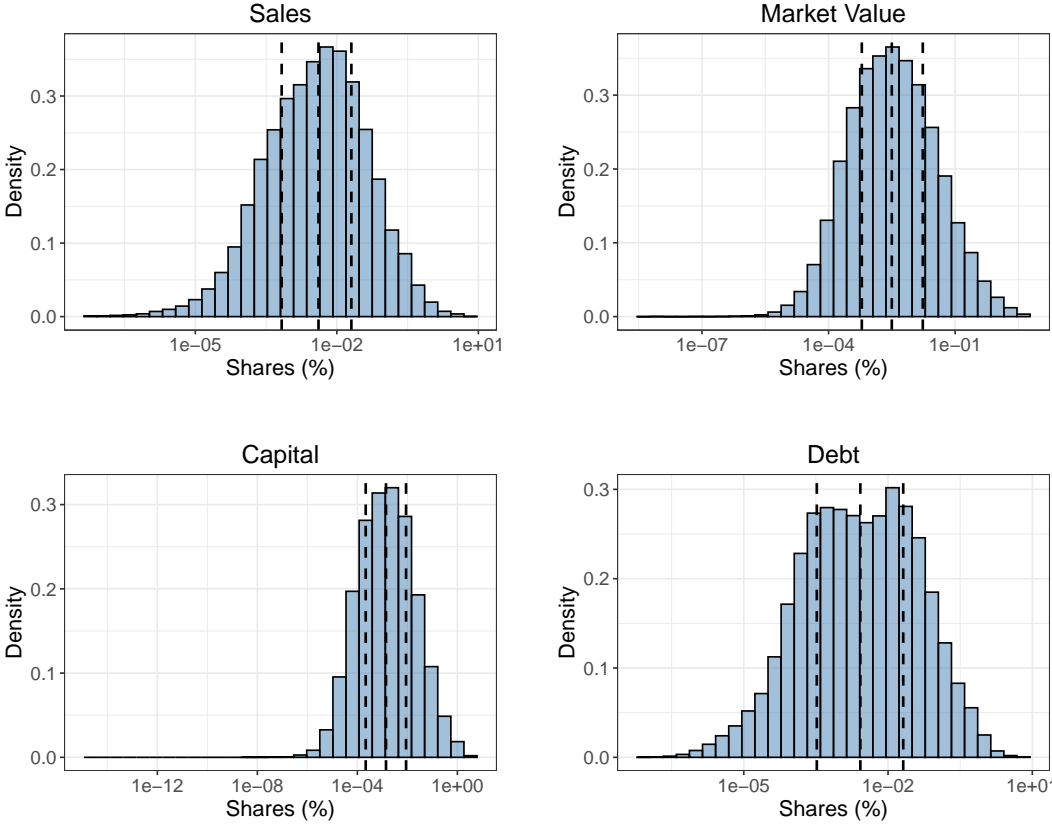 Sales
Density
0.3
0.2
0.1
0.0
1e−05
1e−02
1e+01
Shares (%)
Market Value
Density
0.3
0.2
0.1
0.0
1e−07
1e−04
1e−01
Shares (%)
Capital
Density
0.3
0.2
0.1
0.0
1e−12
1e−08
1e−04
1e+00
Shares (%)
Debt
Density
0.3
0.2
0.1
0.0
1e−05
1e−02
1e+01
Shares (%)